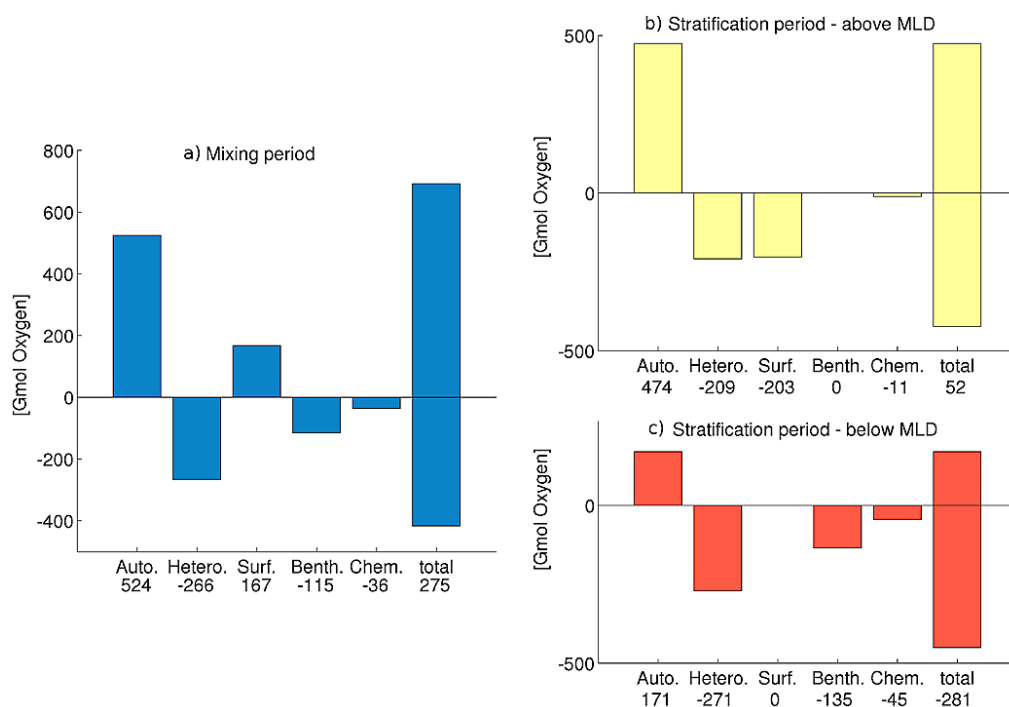 a) Mixing period
[Gmol Oxygen]
800
600
400
200
0
-200
-400
Auto. Hetero. Surf. Benth. Chem. total
524 -266 167 -115 -36 275
b) Stratification period - above MLD
[Gmol Oxygen]
500
0
-500
Auto. Hetero. Surf. Benth. Chem. total
474 -209 -203 0 -11 52
c) Stratification period - below MLD
[Gmol Oxygen]
0
-500
Auto. Hetero. Surf. Benth. Chem. total
171 -271 0 -135 -45 -281